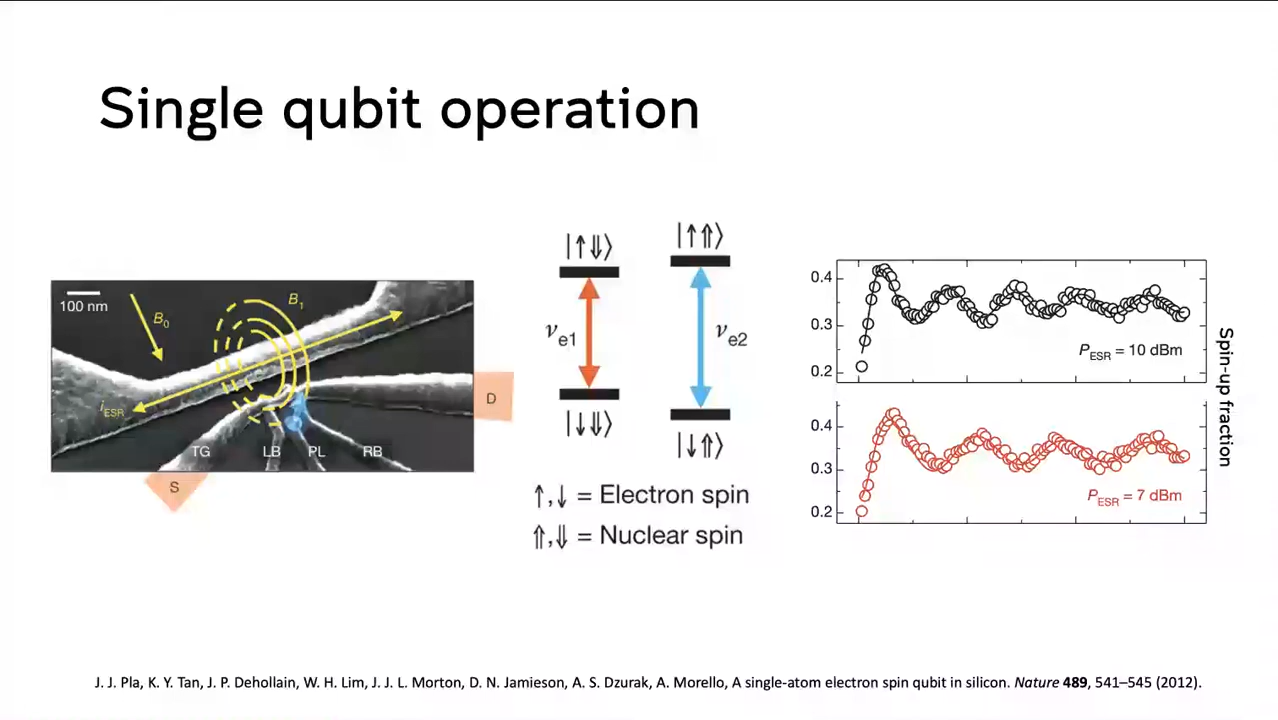 Single qubit operation
100 nm
B0
B1
iESR
TG
LB
PL
RB
S
D
|↑⇓⟩
|↑⇑⟩
νe1
νe2
|↓⇓⟩
|↓⇑⟩
↑,↓ = Electron spin
⇑,⇓ = Nuclear spin
0.4
0.3
0.2
PESR = 10 dBm
0.4
0.3
0.2
PESR = 7 dBm
Spin-up fraction
J. J. Pla, K. Y. Tan, J. P. Dehollain, W. H. Lim, J. J. L. Morton, D. N. Jamieson, A. S. Dzurak, A. Morello, A single-atom electron spin qubit in silicon. Nature 489, 541–545 (2012).